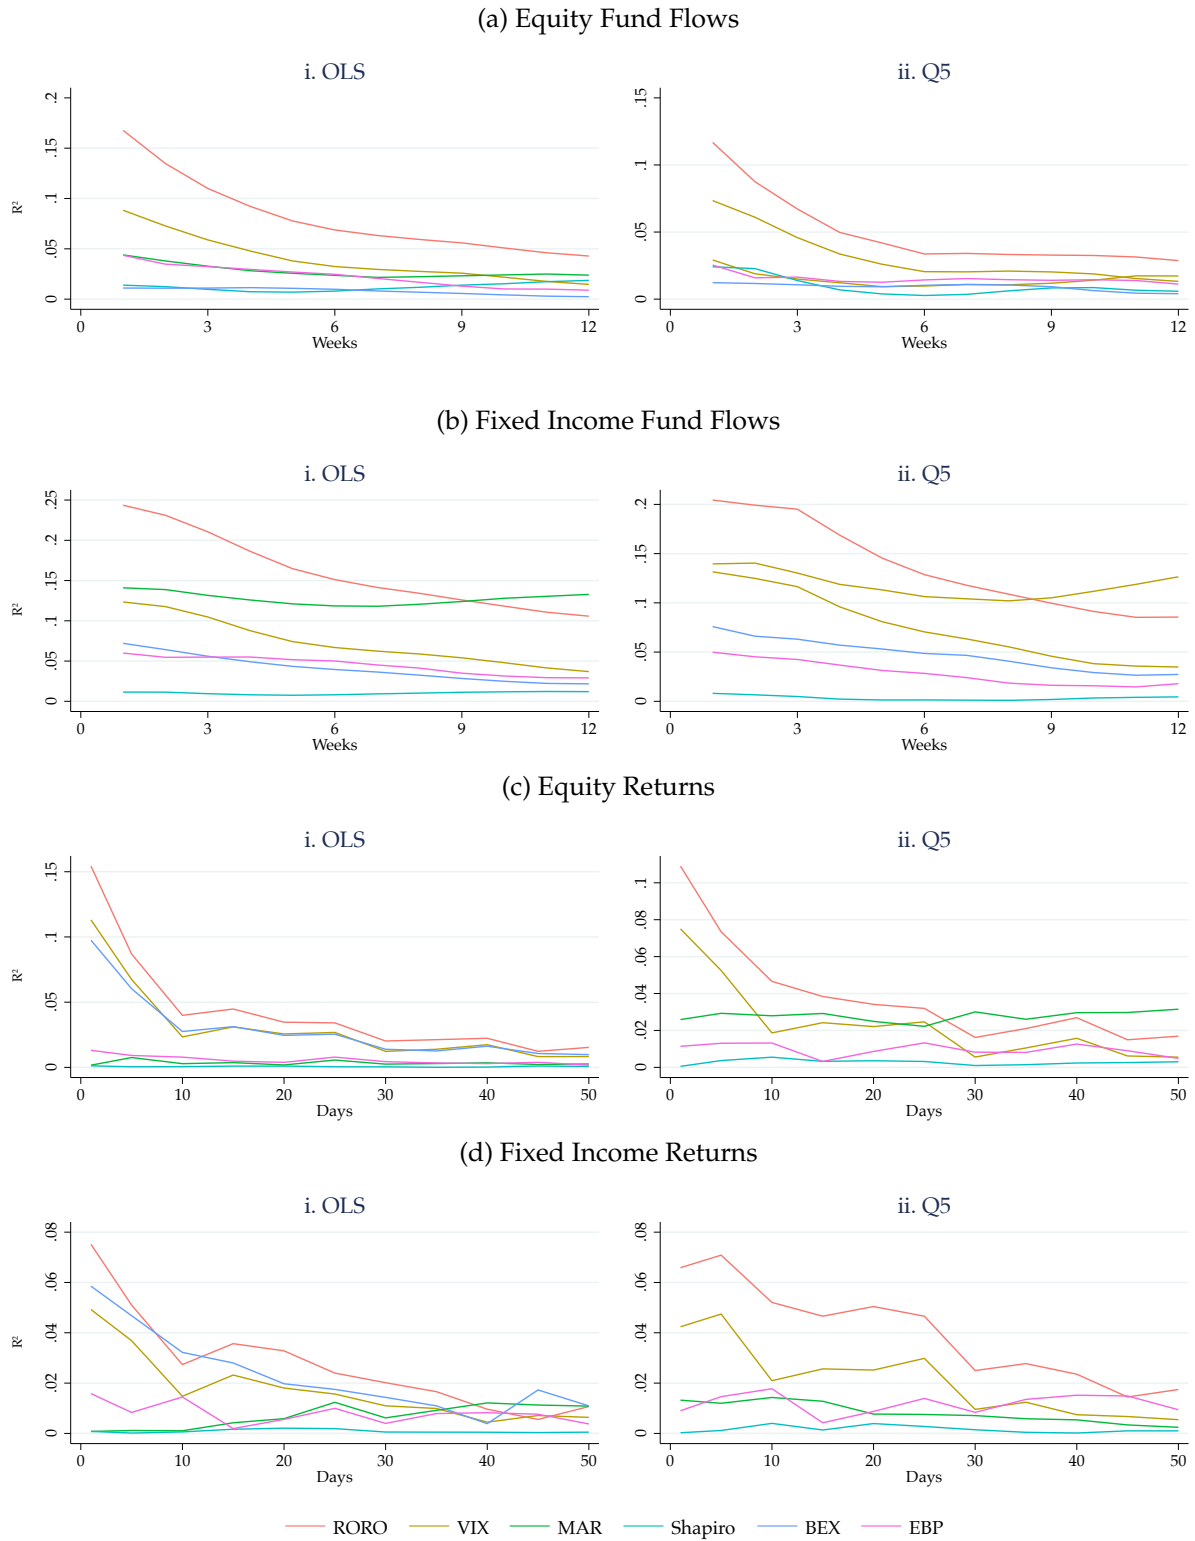 (a) Equity Fund Flows
i. OLS
R²
0 .05 .1 .15 .2
0 3 6 9 12
Weeks
ii. Q5
0 .05 .1 .15
0 3 6 9 12
Weeks
(b) Fixed Income Fund Flows
i. OLS
R²
0 .05 .1 .15 .2 .25
0 3 6 9 12
Weeks
ii. Q5
0 .05 .1 .15 .2
0 3 6 9 12
Weeks
(c) Equity Returns
i. OLS
R²
0 .05 .1 .15
0 10 20 30 40 50
Days
ii. Q5
0 .02 .04 .06 .08 .1
0 10 20 30 40 50
Days
(d) Fixed Income Returns
i. OLS
R²
0 .02 .04 .06 .08
0 10 20 30 40 50
Days
ii. Q5
0 .02 .04 .06 .08
0 10 20 30 40 50
Days
RORO VIX MAR Shapiro BEX EBP